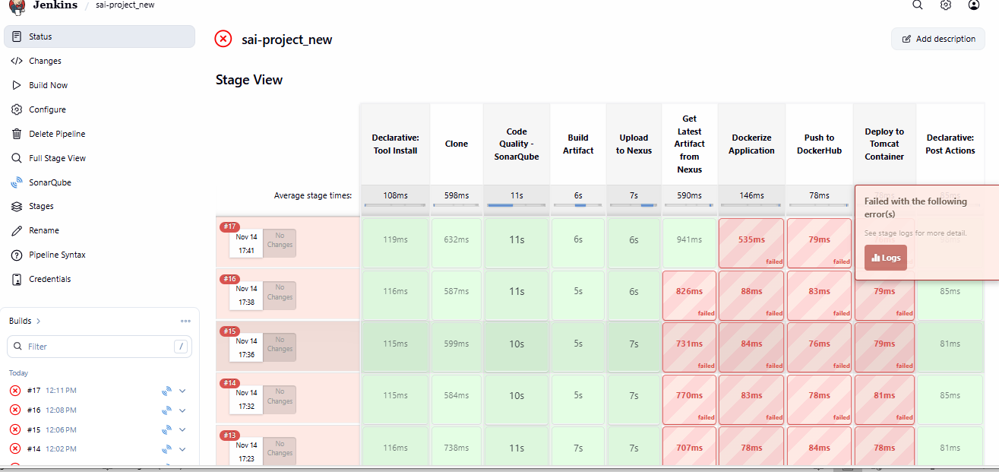 Jenkins / sai-project_new
Status
Changes
Build Now
Configure
Delete Pipeline
Full Stage View
SonarQube
Stages
Rename
Pipeline Syntax
Credentials
Builds
Filter /
Today
#17 12:11 PM
#16 12:08 PM
#15 12:06 PM
#14 12:02 PM
sai-project_new
Add description
Stage View
Declarative:
Tool Install
Clone
Code
Quality -
SonarQube
Build
Artifact
Upload
to Nexus
Get
Latest
Artifact
from
Nexus
Dockerize
Application
Push to
DockerHub
Deploy to
Tomcat
Container
Declarative:
Post Actions
Average stage times: 108ms 598ms 11s 6s 7s 590ms 146ms 78ms
#17
Nov 14
17:41
No
Changes
119ms 632ms 11s 6s 6s 941ms 535ms 79ms
failed failed
Failed with the following
error(s)
See stage logs for more detail.
Logs
#16
Nov 14
17:38
No
Changes
116ms 587ms 11s 5s 6s 826ms 88ms 83ms 79ms 85ms
failed failed failed failed
#15
Nov 14
17:36
No
Changes
115ms 599ms 10s 5s 7s 731ms 84ms 76ms 79ms 81ms
failed failed failed failed
#14
Nov 14
17:32
No
Changes
115ms 584ms 10s 5s 7s 770ms 83ms 78ms 81ms 85ms
failed failed failed failed
#13
Nov 14
17:23
No
Changes
116ms 738ms 11s 7s 7s 707ms 78ms 84ms 78ms 81ms